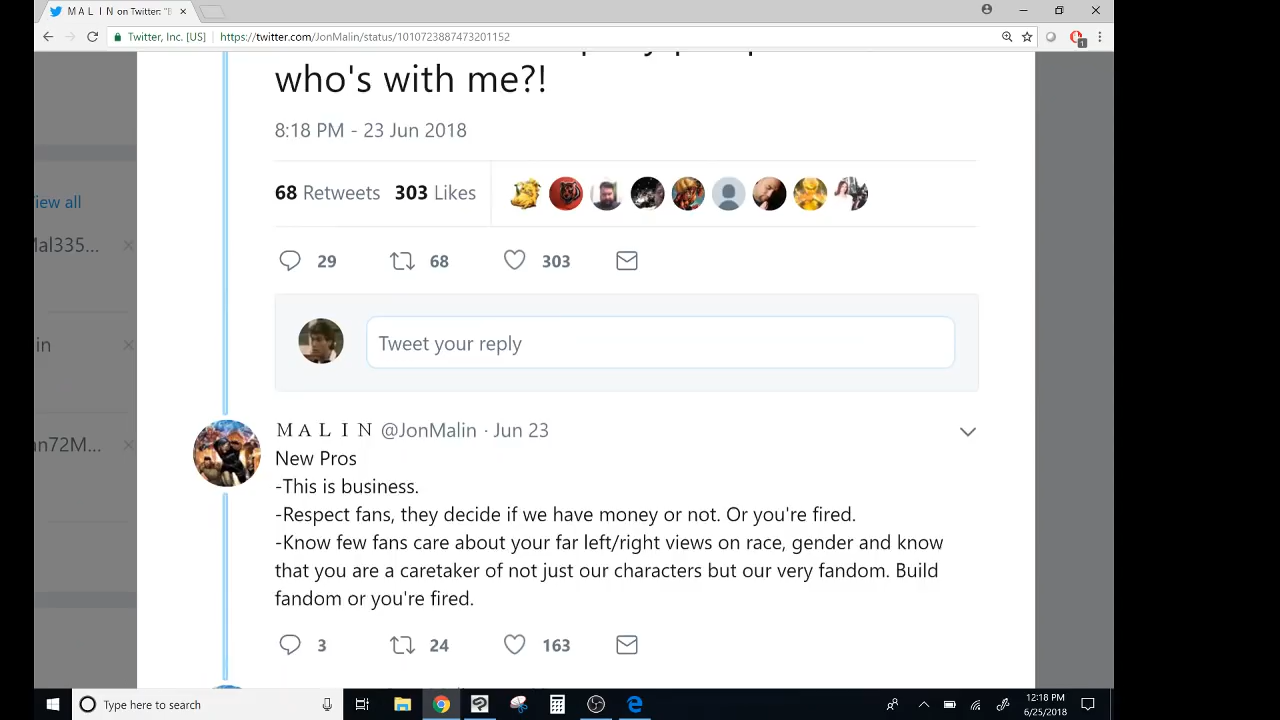 M A L I N on Twitter: "E
Twitter, Inc. [US] | https://twitter.com/JonMalin/status/1010723887473201152
1
who's with me?!
8:18 PM - 23 Jun 2018
iew all
68 Retweets 303 Likes
Mal335...
29 68 303
Tweet your reply
in
M A L I N @JonMalin · Jun 23
an72M...
New Pros
-This is business.
-Respect fans, they decide if we have money or not. Or you're fired.
-Know few fans care about your far left/right views on race, gender and know
that you are a caretaker of not just our characters but our very fandom. Build
fandom or you're fired.
3 24 163
Type here to search
12:18 PM
6/25/2018